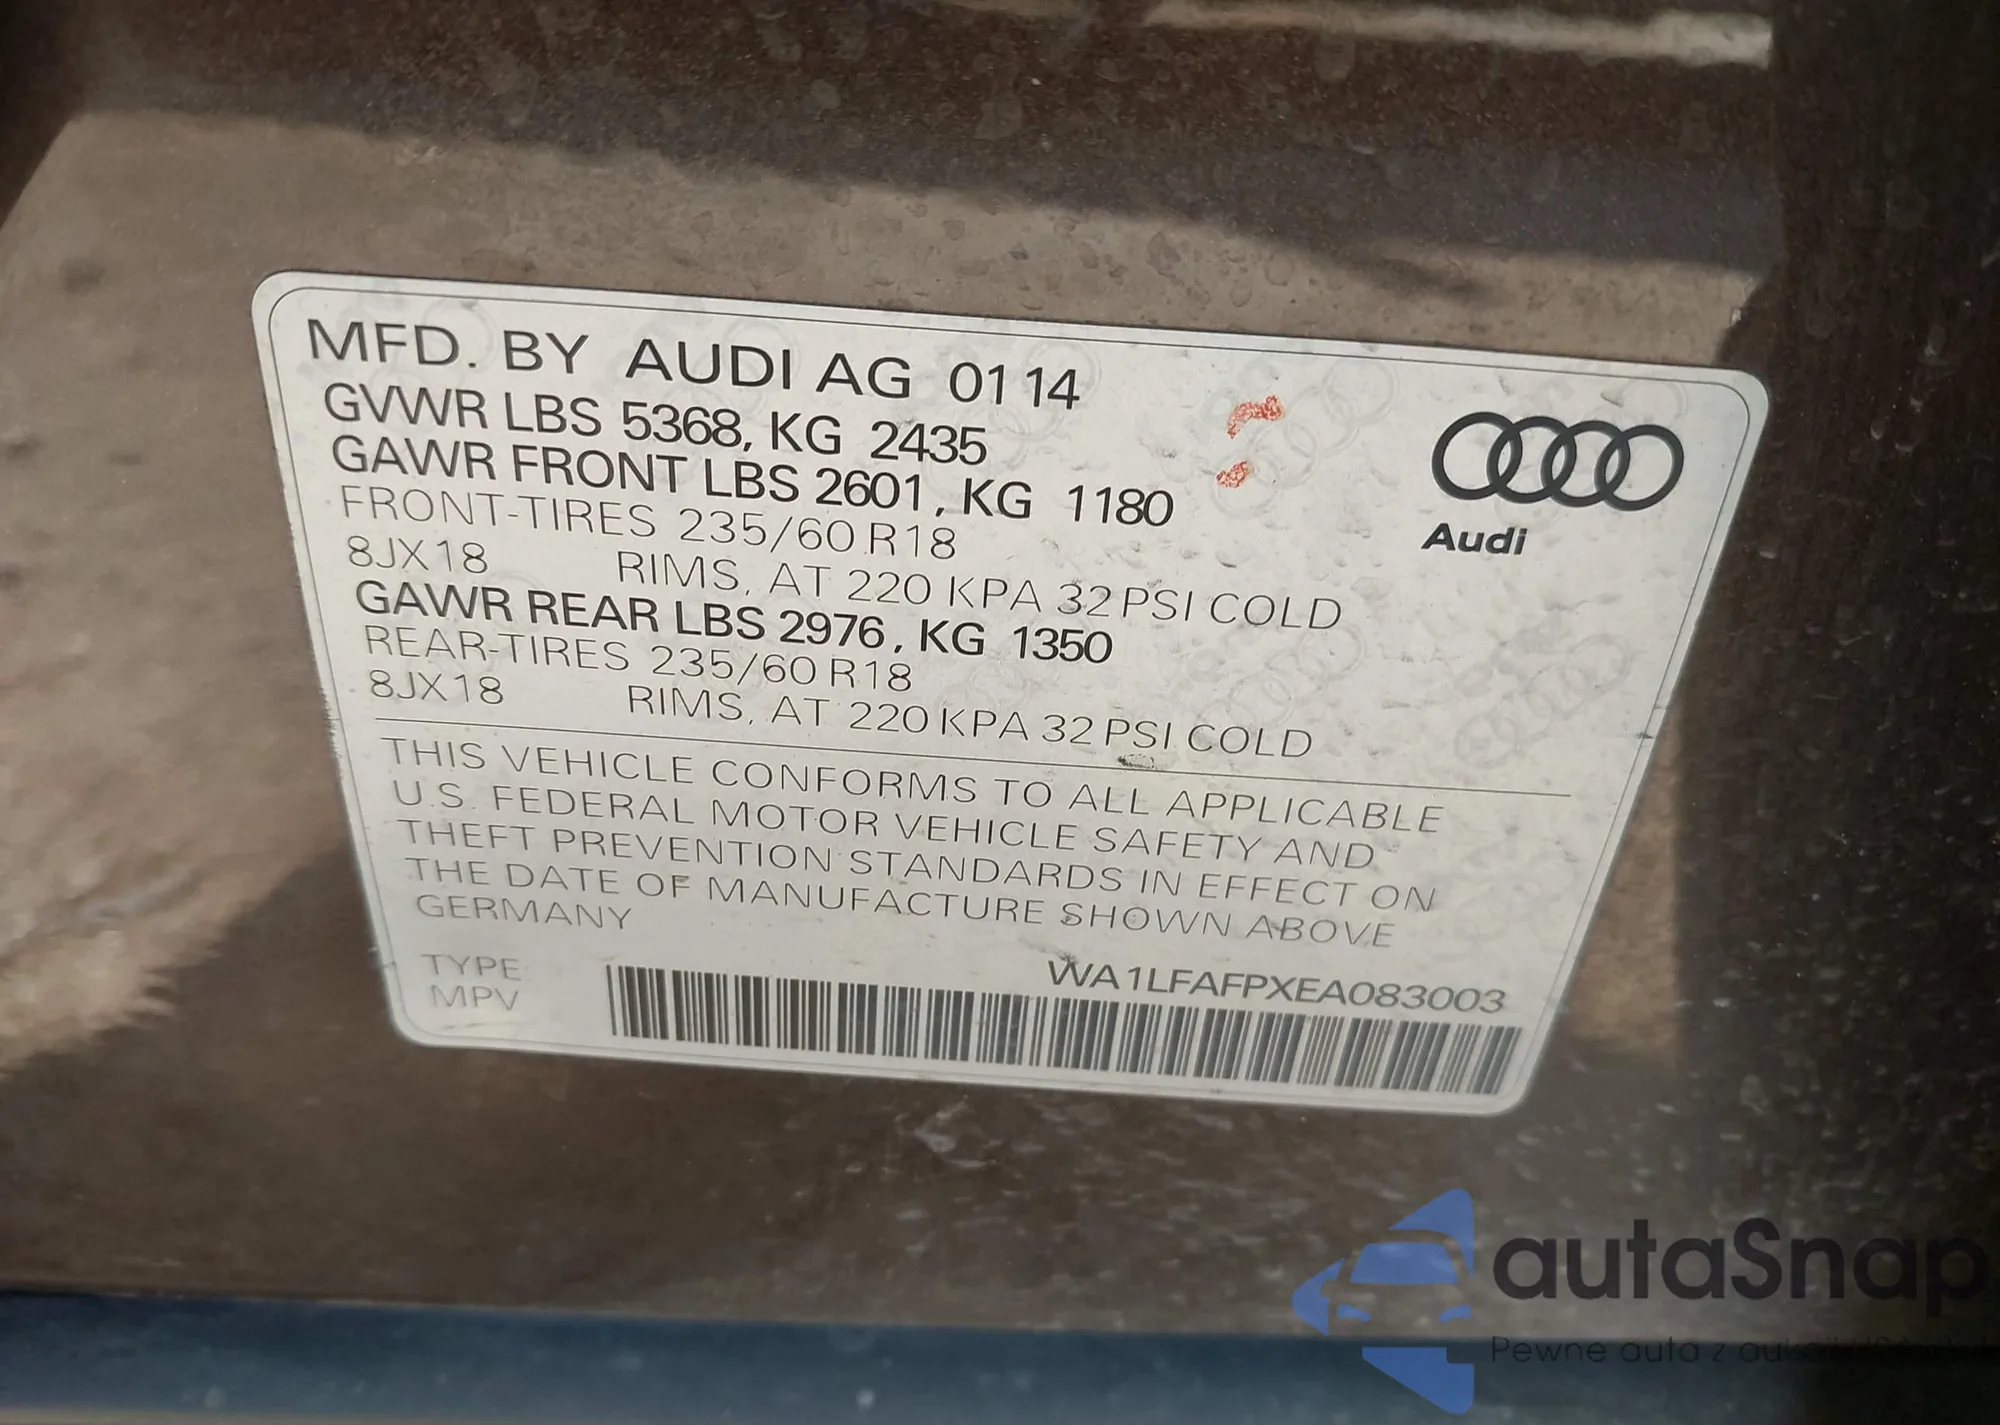 MFD. BY AUDI AG 01 14
GVWR LBS 5368, KG 2435
GAWR FRONT LBS 2601, KG 1180
FRONT-TIRES 235/60 R18
8JX18 RIMS, AT 220 KPA 32 PSI COLD
GAWR REAR LBS 2976, KG 1350
REAR-TIRES 235/60 R18
8JX18 RIMS, AT 220 KPA 32 PSI COLD
Audi
THIS VEHICLE CONFORMS TO ALL APPLICABLE
U.S. FEDERAL MOTOR VEHICLE SAFETY AND
THEFT PREVENTION STANDARDS IN EFFECT ON
THE DATE OF MANUFACTURE SHOWN ABOVE
GERMANY
TYPE:
MPV
WA1LFAFPXEA083003
autaSnap
Pewne auta z